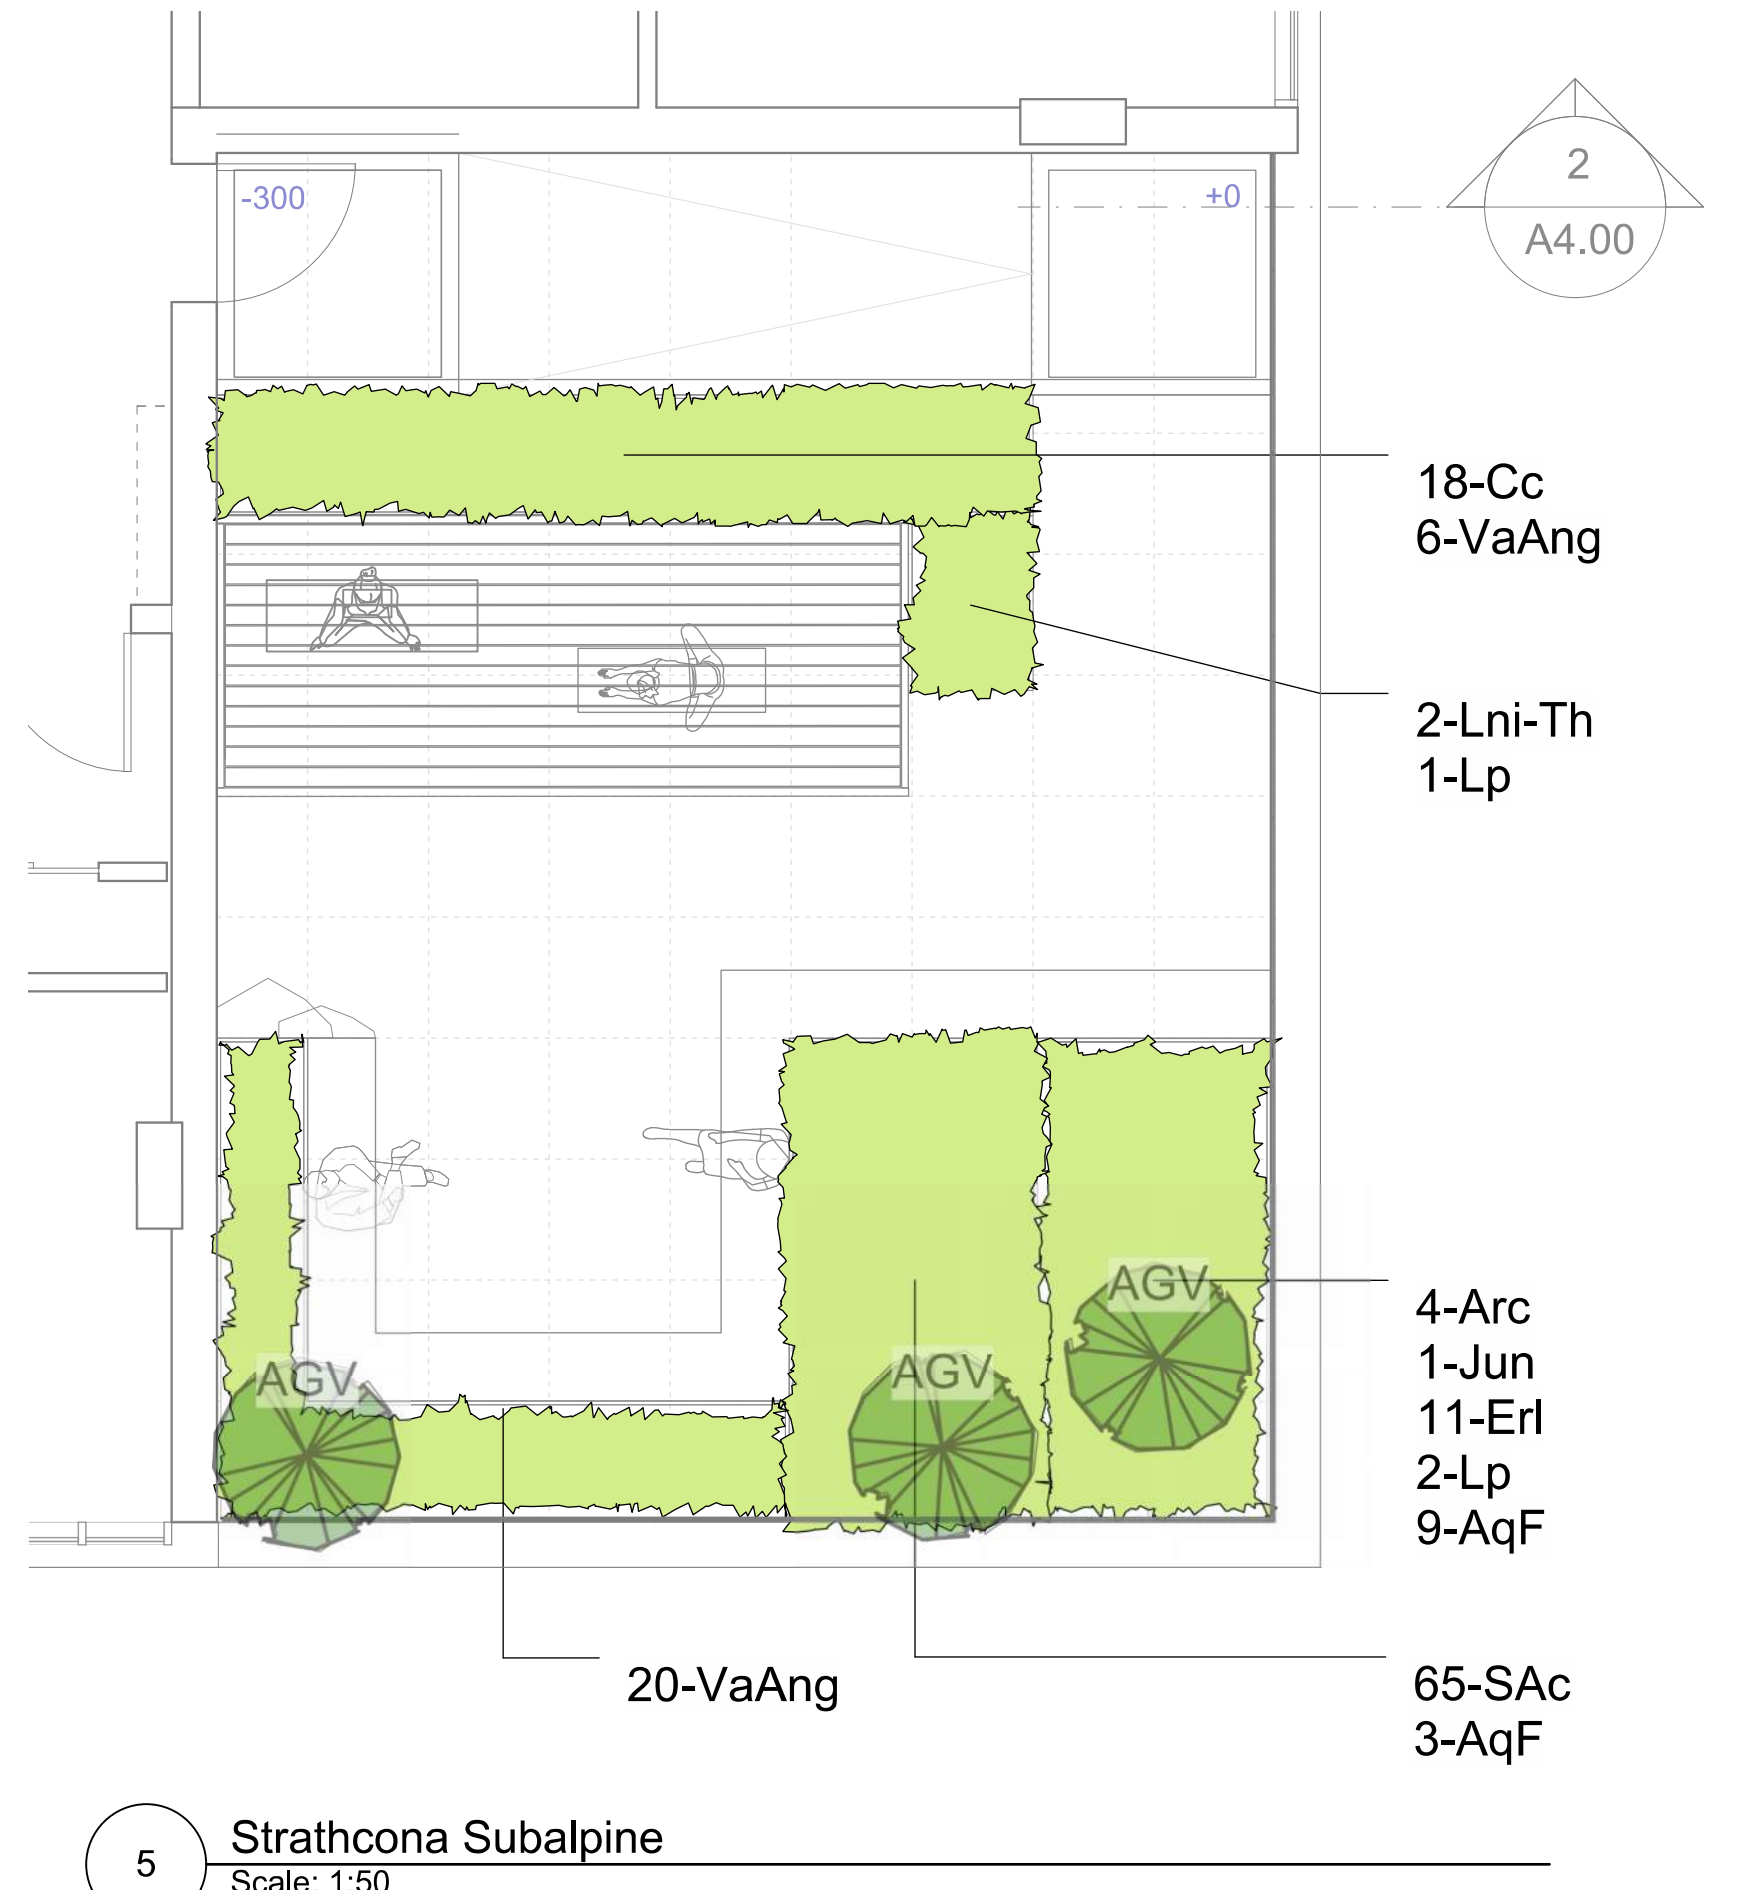 -300
+0
2
A4.00
18-Cc
6-VaAng
2-Lni-Th
1-Lp
AGV
AGV
AGV
4-Arc
1-Jun
11-Erl
2-Lp
9-AqF
20-VaAng
65-SAc
3-AqF
5
Strathcona Subalpine
Scale: 1:50